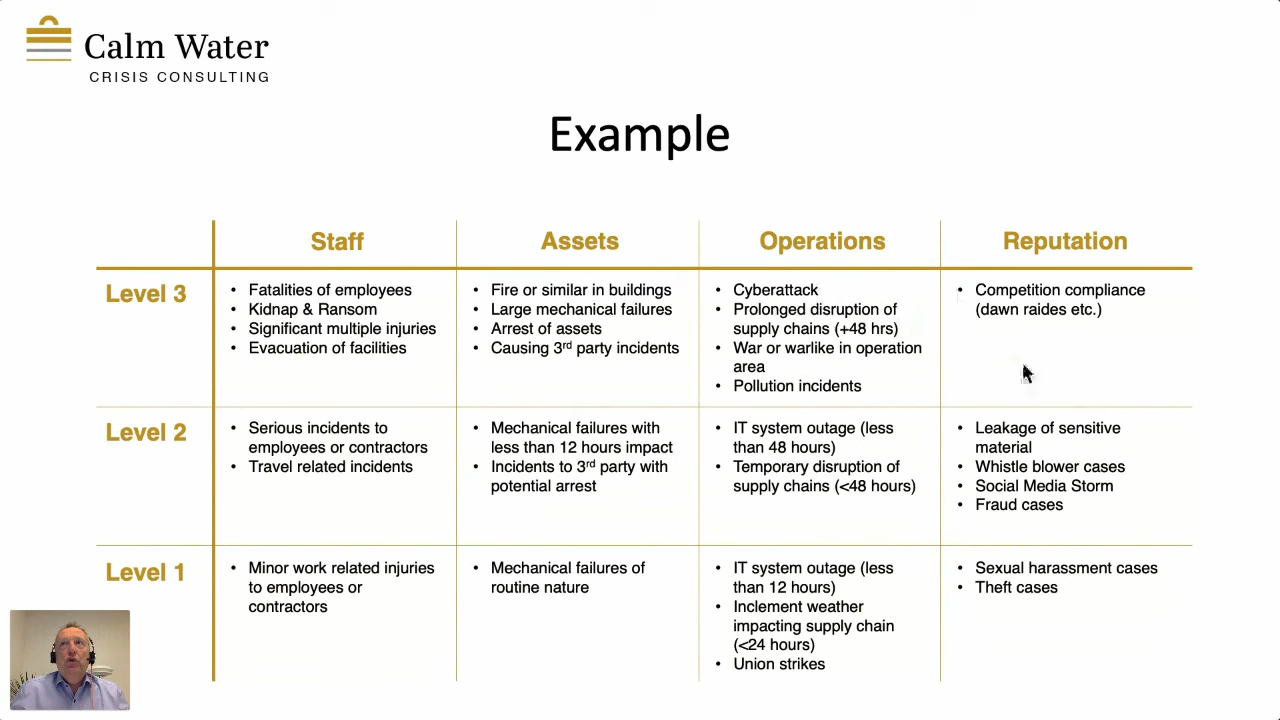 Calm Water
CRISIS CONSULTING
Example
Staff
Assets
Operations
Reputation
Level 3
• Fatalities of employees
• Kidnap & Ransom
• Significant multiple injuries
• Evacuation of facilities
• Fire or similar in buildings
• Large mechanical failures
• Arrest of assets
• Causing 3rd party incidents
• Cyberattack
• Prolonged disruption of
supply chains (+48 hrs)
• War or warlike in operation
area
• Pollution incidents
• Competition compliance
(dawn raides etc.)
Level 2
• Serious incidents to
employees or contractors
• Travel related incidents
• Mechanical failures with
less than 12 hours impact
• Incidents to 3rd party with
potential arrest
• IT system outage (less
than 48 hours)
• Temporary disruption of
supply chains (<48 hours)
• Leakage of sensitive
material
• Whistle blower cases
• Social Media Storm
• Fraud cases
Level 1
• Minor work related injuries
to employees or
contractors
• Mechanical failures of
routine nature
• IT system outage (less
than 12 hours)
• Inclement weather
impacting supply chain
(<24 hours)
• Union strikes
• Sexual harassment cases
• Theft cases